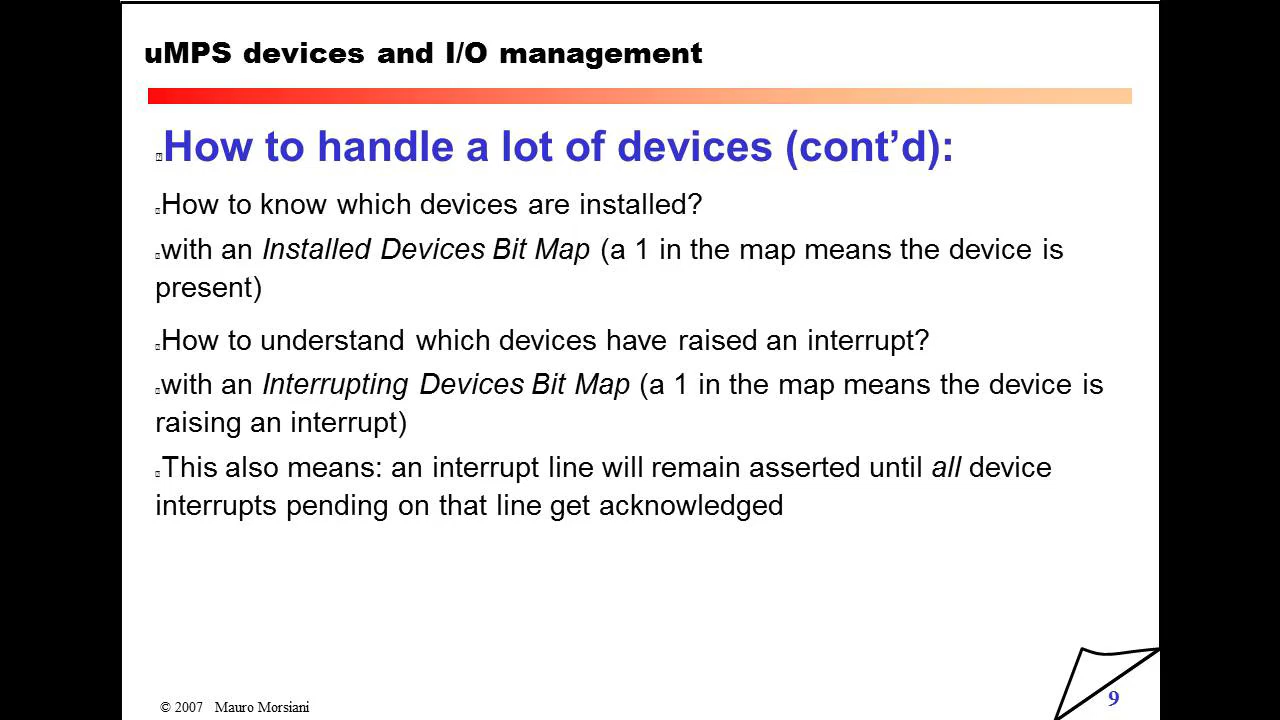 uMPS devices and I/O management
How to handle a lot of devices (cont’d):
How to know which devices are installed?
with an Installed Devices Bit Map (a 1 in the map means the device is
present)
How to understand which devices have raised an interrupt?
with an Interrupting Devices Bit Map (a 1 in the map means the device is
raising an interrupt)
This also means: an interrupt line will remain asserted until all device
interrupts pending on that line get acknowledged
© 2007 Mauro Morsiani
9